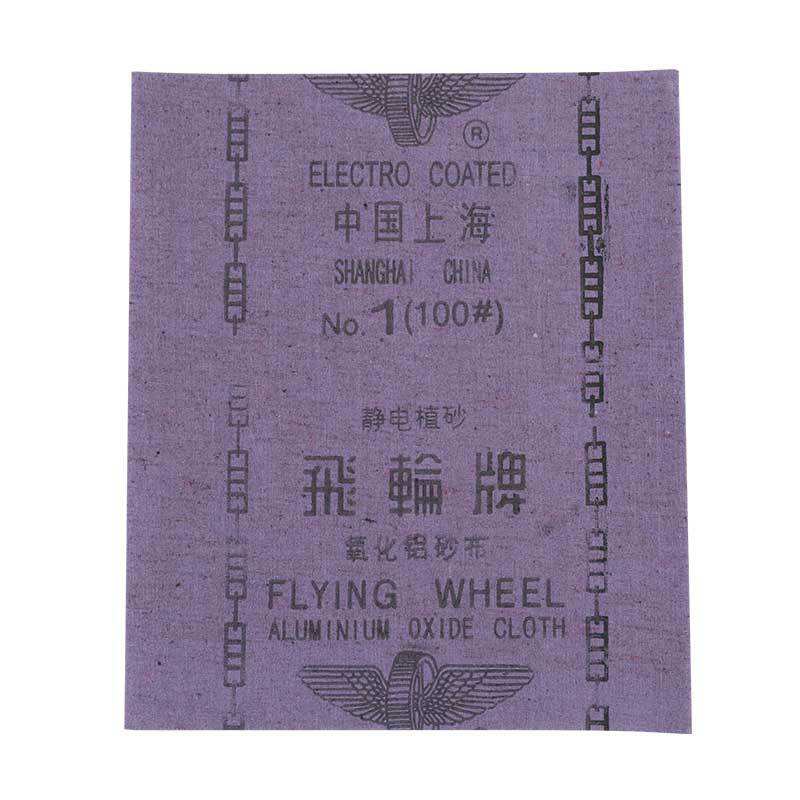 ®
ELECTRO COATED
中国上海
SHANGHAI CHINA
No.1(100#)
静电植砂
飛輪牌
氧化铝砂布
FLYING WHEEL
ALUMINIUM OXIDE CLOTH